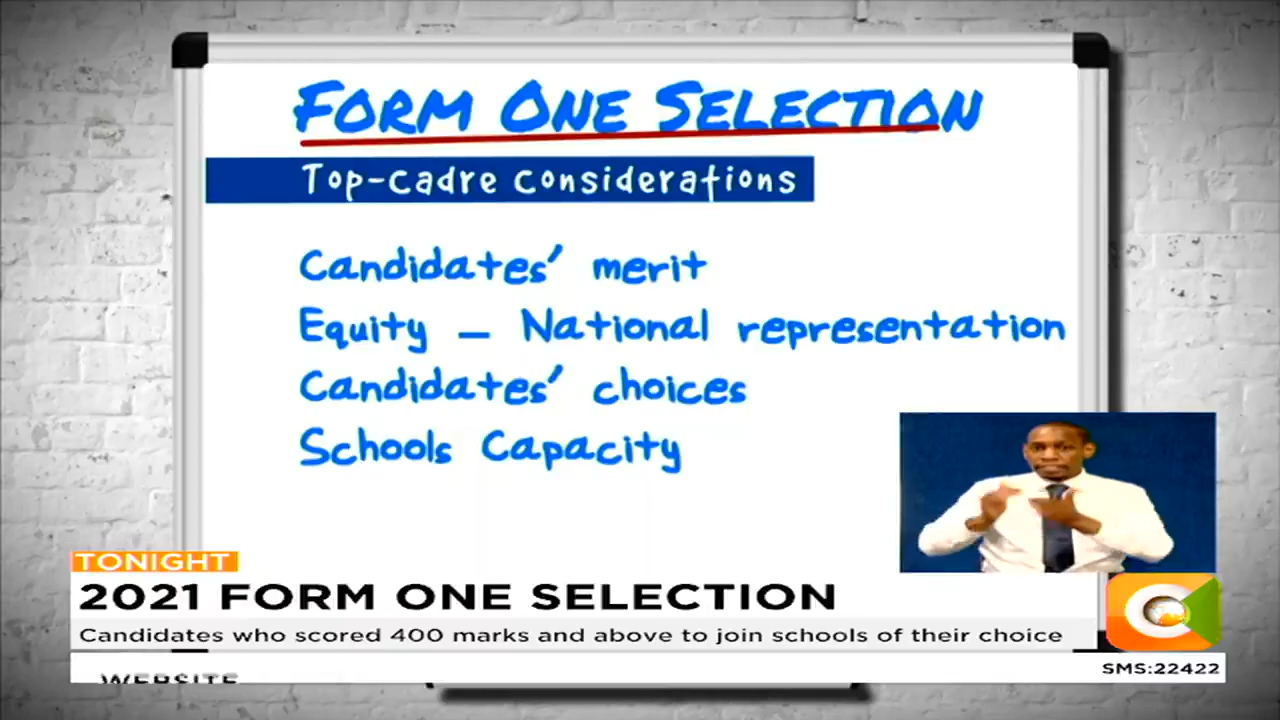 FORM ONE SELECTION
Top-cadre considerations
Candidates' merit
Equity – National representation
Candidates' choices
Schools Capacity
TONIGHT
2021 FORM ONE SELECTION
Candidates who scored 400 marks and above to join schools of their choice
SMS:22422
WEBSITE